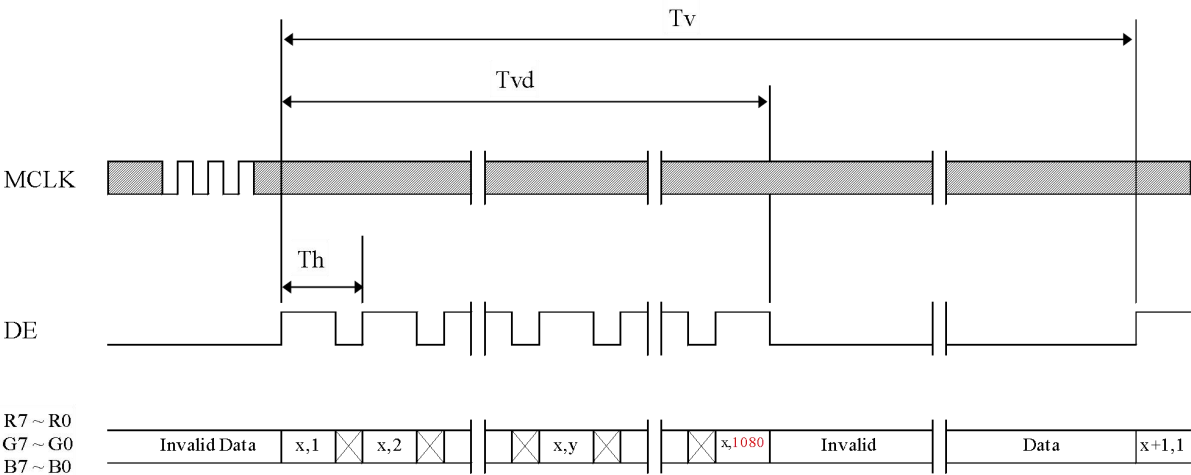 Tv
Tvd
MCLK
Th
DE
R7 ~ R0
G7 ~ G0
B7 ~ B0
Invalid Data
x,1
x,2
x,y
x,1080
Invalid
Data
x+1,1